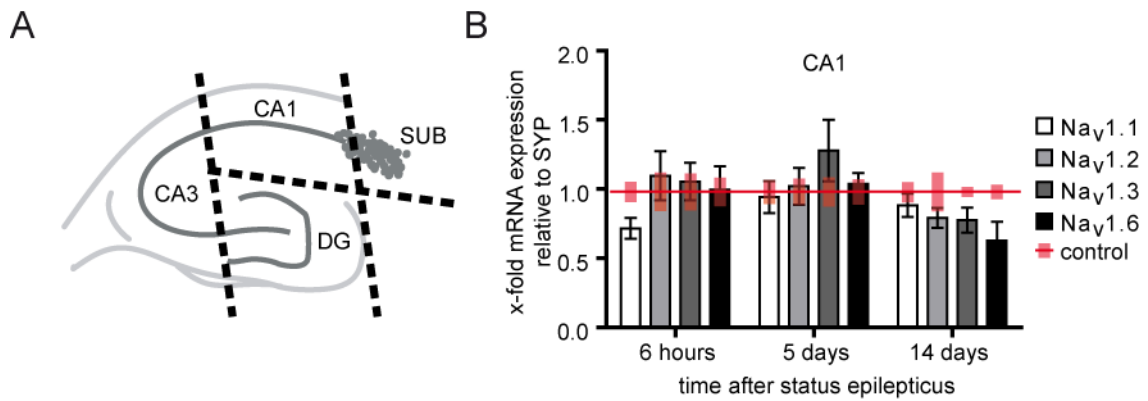 A
CA1
SUB
CA3
DG
B
CA1
x-fold mRNA expression
relative to SYP
2.0
1.5
1.0
0.5
0.0
6 hours
5 days
14 days
time after status epilepticus
Nav1.1
Nav1.2
Nav1.3
Nav1.6
control